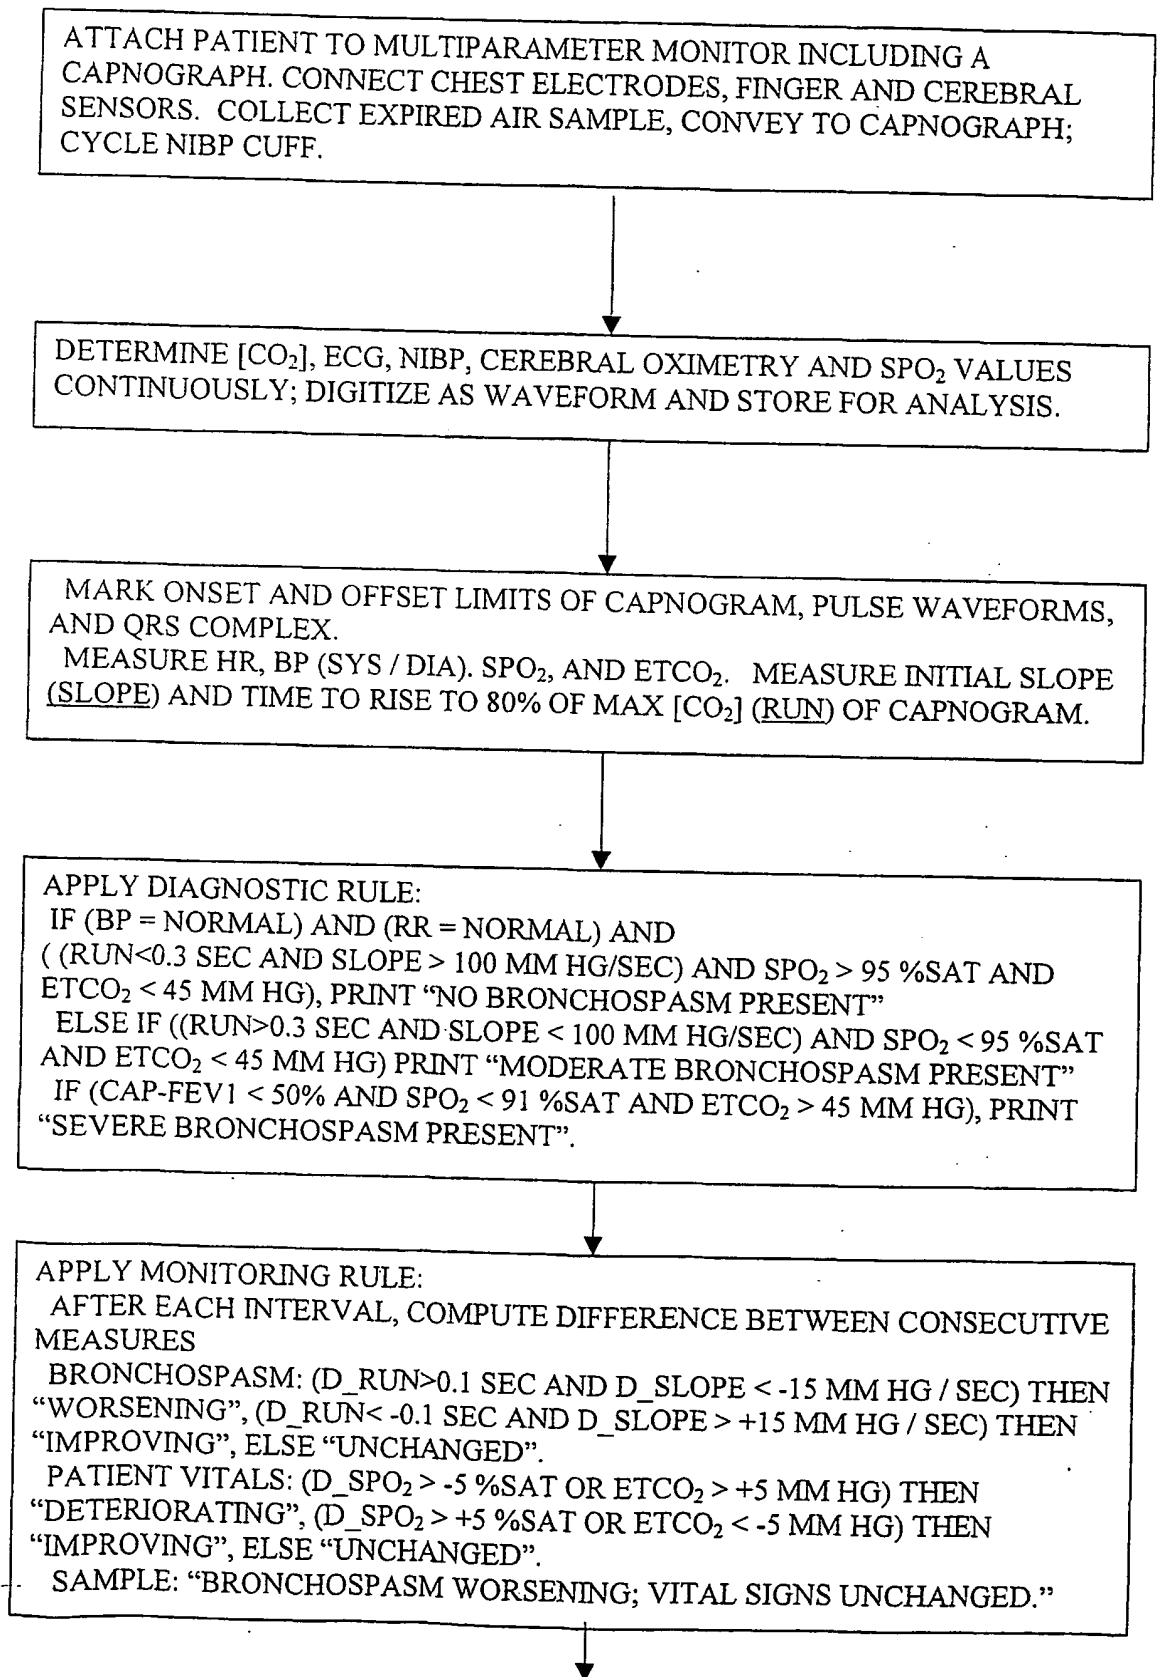 ATTACH PATIENT TO MULTIPARAMETER MONITOR INCLUDING A
CAPNOGRAPH. CONNECT CHEST ELECTRODES, FINGER AND CEREBRAL
SENSORS. COLLECT EXPIRED AIR SAMPLE, CONVEY TO CAPNOGRAPH;
CYCLE NIBP CUFF.
DETERMINE [CO₂], ECG, NIBP, CEREBRAL OXIMETRY AND SPO₂ VALUES
CONTINUOUSLY; DIGITIZE AS WAVEFORM AND STORE FOR ANALYSIS.
MARK ONSET AND OFFSET LIMITS OF CAPNOGRAM, PULSE WAVEFORMS,
AND QRS COMPLEX.
MEASURE HR, BP (SYS / DIA). SPO₂, AND ETCO₂. MEASURE INITIAL SLOPE
(SLOPE) AND TIME TO RISE TO 80% OF MAX [CO₂] (RUN) OF CAPNOGRAM.
APPLY DIAGNOSTIC RULE:
IF (BP = NORMAL) AND (RR = NORMAL) AND
( (RUN<0.3 SEC AND SLOPE > 100 MM HG/SEC) AND SPO₂ > 95 %SAT AND
ETCO₂ < 45 MM HG), PRINT “NO BRONCHOSPASM PRESENT”
ELSE IF ((RUN>0.3 SEC AND SLOPE < 100 MM HG/SEC) AND SPO₂ < 95 %SAT
AND ETCO₂ < 45 MM HG) PRINT “MODERATE BRONCHOSPASM PRESENT”
IF (CAP-FEV1 < 50% AND SPO₂ < 91 %SAT AND ETCO₂ > 45 MM HG), PRINT
“SEVERE BRONCHOSPASM PRESENT”.
APPLY MONITORING RULE:
AFTER EACH INTERVAL, COMPUTE DIFFERENCE BETWEEN CONSECUTIVE
MEASURES
BRONCHOSPASM: (D_RUN>0.1 SEC AND D_SLOPE < -15 MM HG / SEC) THEN
“WORSENING”, (D_RUN< -0.1 SEC AND D_SLOPE > +15 MM HG / SEC) THEN
“IMPROVING”, ELSE “UNCHANGED”.
PATIENT VITALS: (D_SPO₂ > -5 %SAT OR ETCO₂ > +5 MM HG) THEN
“DETERIORATING”, (D_SPO₂ > +5 %SAT OR ETCO₂ < -5 MM HG) THEN
“IMPROVING”, ELSE “UNCHANGED”.
SAMPLE: “BRONCHOSPASM WORSENING; VITAL SIGNS UNCHANGED.”